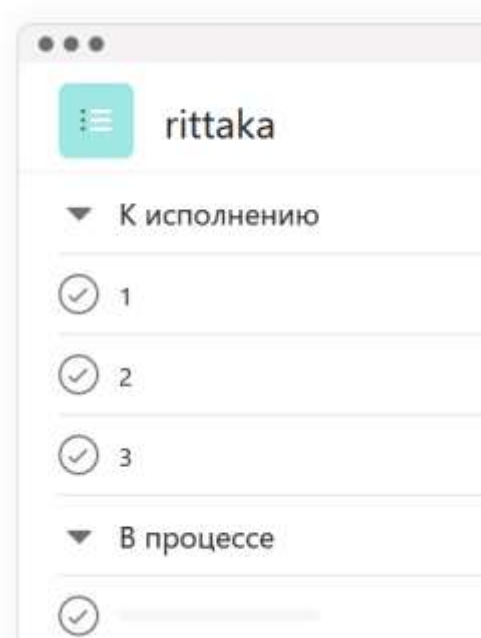 rittaka
К исполнению
1
2
3
В процессе